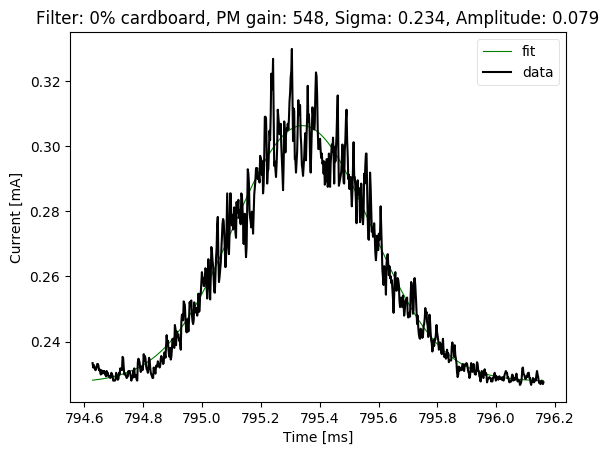 Filter: 0% cardboard, PM gain: 548, Sigma: 0.234, Amplitude: 0.079
fit
data
0.32
0.30
0.28
0.26
0.24
Current [mA]
794.6 794.8 795.0 795.2 795.4 795.6 795.8 796.0 796.2
Time [ms]